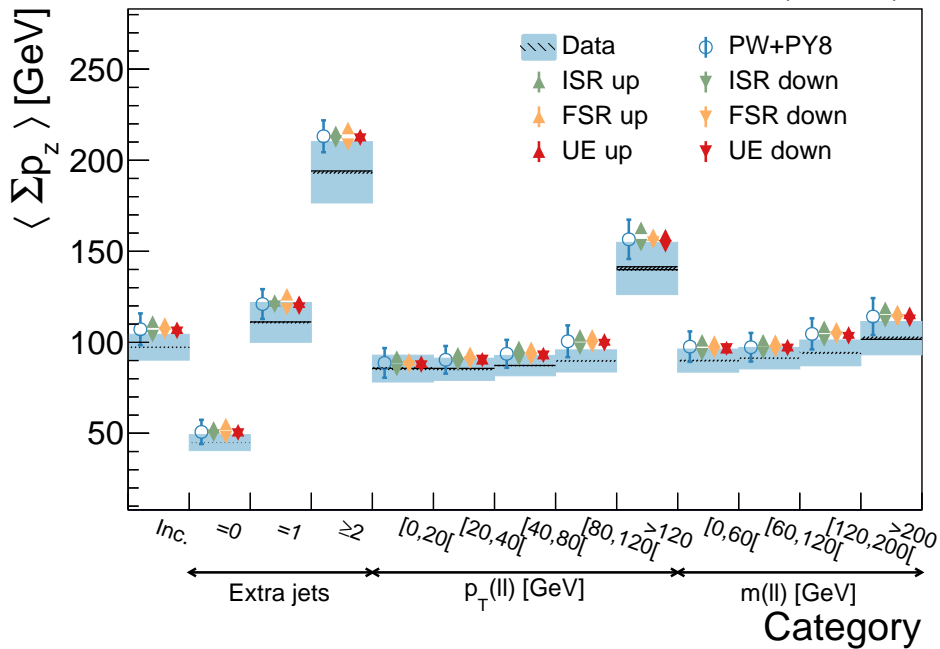 ⟨ Σp_z ⟩ [GeV]
250
200
150
100
50
Data
PW+PY8
ISR up
ISR down
FSR up
FSR down
UE up
UE down
Inc.
=0
=1
≥2
[0,20[
[20,40[
[40,80[
[80,120[
>120
[0,60[
[60,120[
[120,200[
>200
Extra jets
p_T(ll) [GeV]
m(ll) [GeV]
Category